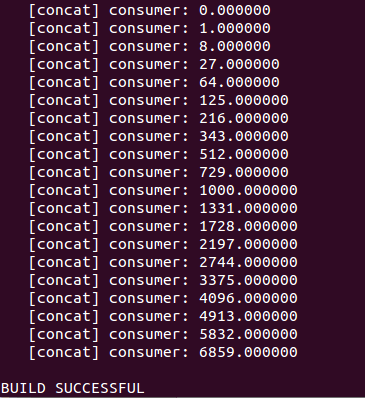 [concat] consumer: 0.000000
[concat] consumer: 1.000000
[concat] consumer: 8.000000
[concat] consumer: 27.000000
[concat] consumer: 64.000000
[concat] consumer: 125.000000
[concat] consumer: 216.000000
[concat] consumer: 343.000000
[concat] consumer: 512.000000
[concat] consumer: 729.000000
[concat] consumer: 1000.000000
[concat] consumer: 1331.000000
[concat] consumer: 1728.000000
[concat] consumer: 2197.000000
[concat] consumer: 2744.000000
[concat] consumer: 3375.000000
[concat] consumer: 4096.000000
[concat] consumer: 4913.000000
[concat] consumer: 5832.000000
[concat] consumer: 6859.000000
BUILD SUCCESSFUL